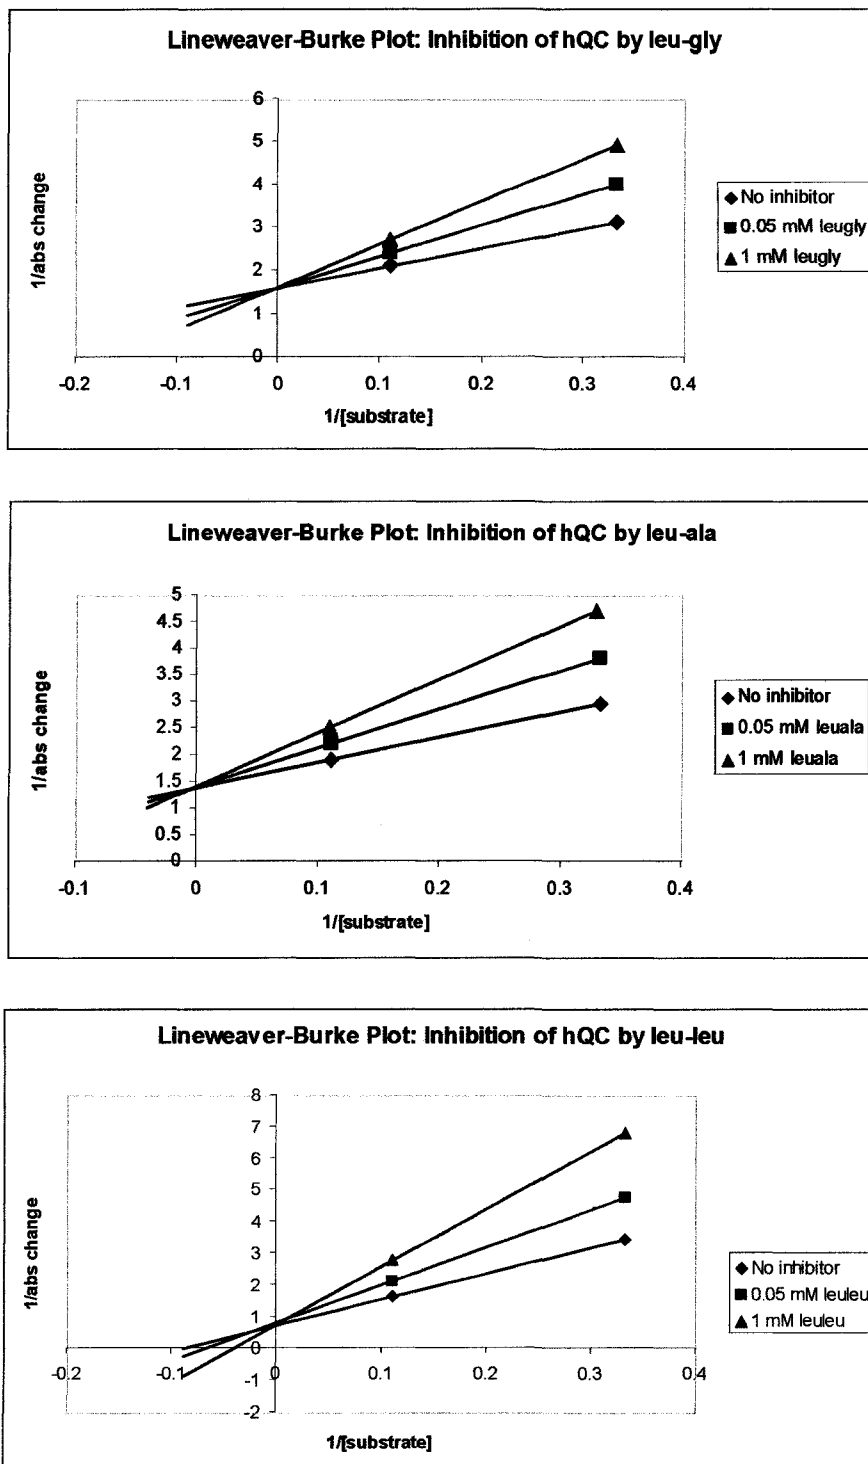 Lineweaver-Burke Plot: Inhibition of hQC by leu-gly
6
5
4
3
2
1
0
1/abs change
-0.2 -0.1 0 0.1 0.2 0.3 0.4
1/[substrate]
No inhibitor
0.05 mM leugly
1 mM leugly
Lineweaver-Burke Plot: Inhibition of hQC by leu-ala
5
4.5
4
3.5
3
2.5
2
1.5
1
0.5
0
1/abs change
-0.1 0 0.1 0.2 0.3 0.4
1/[substrate]
No inhibitor
0.05 mM leuala
1 mM leuala
Lineweaver-Burke Plot: Inhibition of hQC by leu-leu
8
7
6
5
4
3
2
1
0
-1
-2
1/abs change
-0.2 -0.1 0 0.1 0.2 0.3 0.4
1/[substrate]
No inhibitor
0.05 mM leuleu
1 mM leuleu